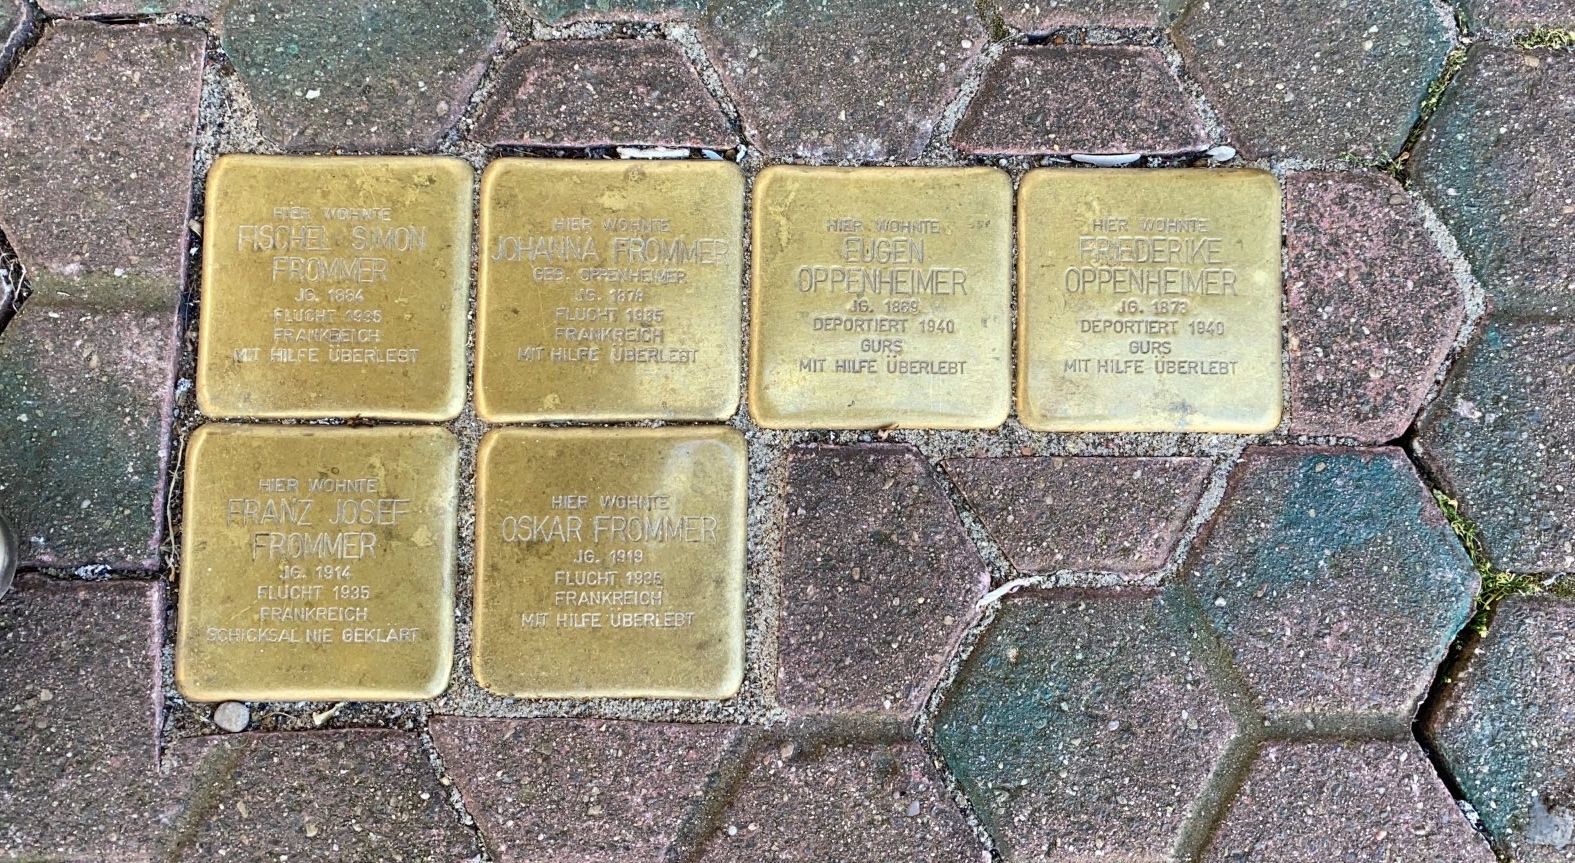 HIER WOHNTE
FISCHEL SIMON
FROMMER
JG. 1884
FLUCHT 1935
FRANKREICH
MIT HILFE ÜBERLEBT
HIER WOHNTE
JOHANNA FROMMER
GEB. OPPENHEIMER
JG. 1878
FLUCHT 1935
FRANKREICH
MIT HILFE ÜBERLEBT
HIER WOHNTE
EUGEN
OPPENHEIMER
JG. 1869
DEPORTIERT 1940
GURS
MIT HILFE ÜBERLEBT
HIER WOHNTE
FRIEDERIKE
OPPENHEIMER
JG. 1873
DEPORTIERT 1940
GURS
MIT HILFE ÜBERLEBT
HIER WOHNTE
FRANZ JOSEF
FROMMER
JG. 1914
FLUCHT 1935
FRANKREICH
SCHICKSAL NIE GEKLÄRT
HIER WOHNTE
OSKAR FROMMER
JG. 1919
FLUCHT 1935
FRANKREICH
MIT HILFE ÜBERLEBT